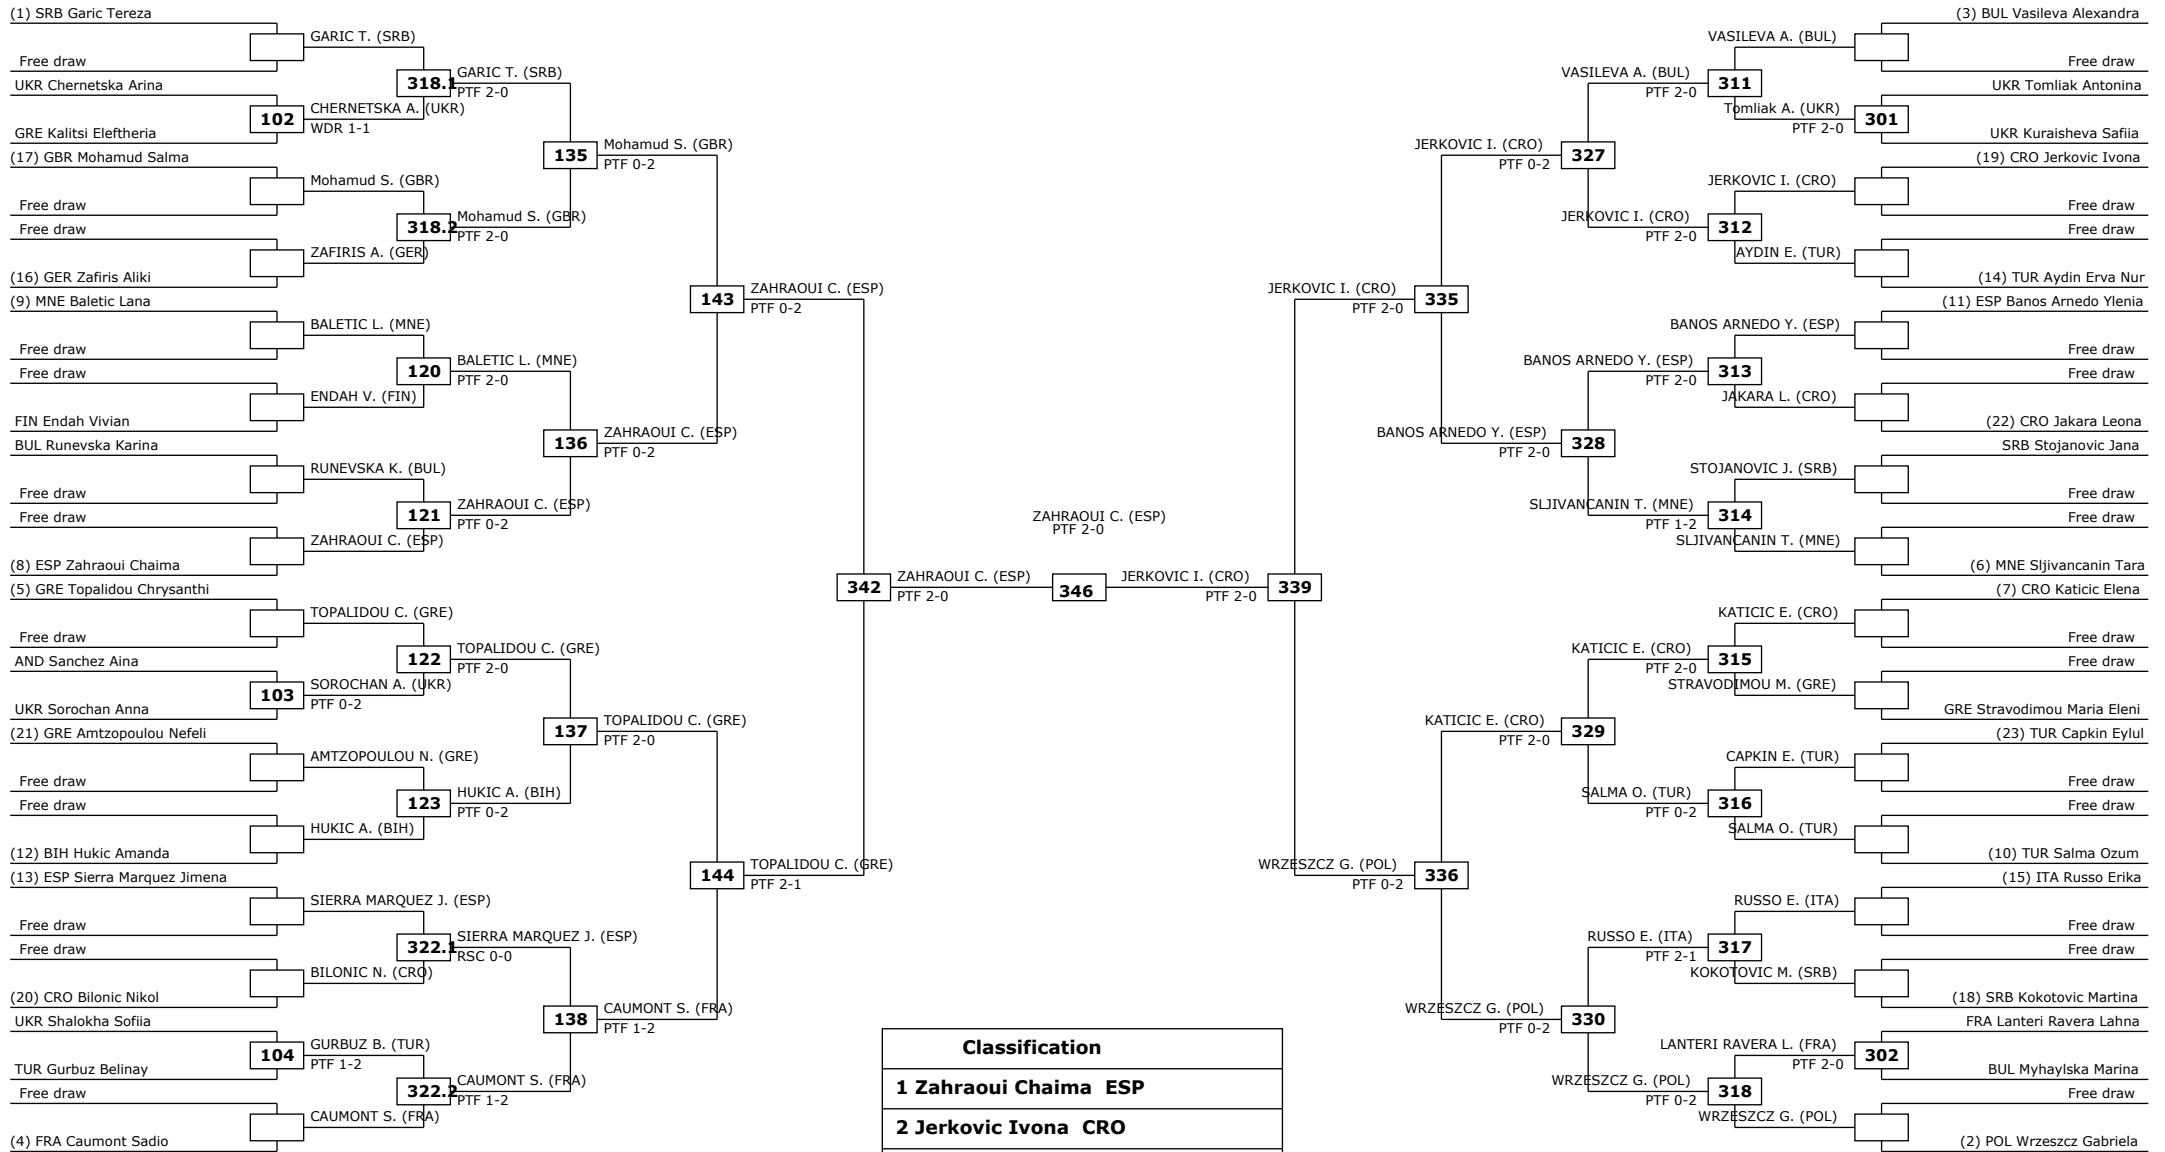 (1) SRB Garic Tereza
Free draw
UKR Chernetska Arina
GRE Kalitsi Eleftheria
(17) GBR Mohamud Salma
Free draw
Free draw
(16) GER Zafiris Aliki
(9) MNE Baletic Lana
Free draw
Free draw
FIN Endah Vivian
BUL Runevska Karina
Free draw
Free draw
(8) ESP Zahraoui Chaima
(5) GRE Topalidou Chrysanthi
Free draw
AND Sanchez Aina
UKR Sorochan Anna
(21) GRE Amtzopoulou Nefeli
Free draw
Free draw
(12) BIH Hukic Amanda
(13) ESP Sierra Marquez Jimena
Free draw
Free draw
(20) CRO Bilonic Nikol
UKR Shalokha Sofiia
TUR Gurbuz Belinay
Free draw
(4) FRA Caumont Sadio
GARIC T. (SRB)
102
CHERNETSKA A. (UKR)
WDR 1-1
Mohamud S. (GBR)
ZAFIRIS A. (GER)
BALETIC L. (MNE)
ENDAH V. (FIN)
RUNEVSKA K. (BUL)
ZAHRAOUI C. (ESP)
TOPALIDOU C. (GRE)
103
SOROCHAN A. (UKR)
PTF 0-2
AMTZOPOULOU N. (GRE)
HUKIC A. (BIH)
SIERRA MARQUEZ J. (ESP)
BILONIC N. (CRO)
104
GURBUZ B. (TUR)
PTF 1-2
CAUMONT S. (FRA)
318.1
GARIC T. (SRB)
PTF 2-0
318.2
Mohamud S. (GBR)
PTF 2-0
120
BALETIC L. (MNE)
PTF 2-0
121
ZAHRAOUI C. (ESP)
PTF 0-2
122
TOPALIDOU C. (GRE)
PTF 2-0
123
HUKIC A. (BIH)
PTF 0-2
322.1
SIERRA MARQUEZ J. (ESP)
RSC 0-0
322.2
CAUMONT S. (FRA)
PTF 1-2
135
Mohamud S. (GBR)
PTF 0-2
136
ZAHRAOUI C. (ESP)
PTF 0-2
137
TOPALIDOU C. (GRE)
PTF 2-0
138
CAUMONT S. (FRA)
PTF 1-2
143
ZAHRAOUI C. (ESP)
PTF 0-2
144
TOPALIDOU C. (GRE)
PTF 2-1
342
ZAHRAOUI C. (ESP)
PTF 2-0
ZAHRAOUI C. (ESP)
PTF 2-0
346
JERKOVIC I. (CRO)
PTF 2-0
339
JERKOVIC I. (CRO)
PTF 2-0
335
WRZESZCZ G. (POL)
PTF 0-2
336
JERKOVIC I. (CRO)
PTF 0-2
327
BANOS ARNEDO Y. (ESP)
PTF 2-0
328
KATICIC E. (CRO)
PTF 2-0
329
WRZESZCZ G. (POL)
PTF 0-2
330
VASILEVA A. (BUL)
PTF 2-0
311
JERKOVIC I. (CRO)
PTF 2-0
312
BANOS ARNEDO Y. (ESP)
PTF 2-0
313
SLJIVANCANIN T. (MNE)
PTF 1-2
314
KATICIC E. (CRO)
PTF 2-0
315
SALMA O. (TUR)
PTF 0-2
316
RUSSO E. (ITA)
PTF 2-1
317
WRZESZCZ G. (POL)
PTF 0-2
318
VASILEVA A. (BUL)
Tomliak A. (UKR)
PTF 2-0
301
JERKOVIC I. (CRO)
AYDIN E. (TUR)
BANOS ARNEDO Y. (ESP)
JAKARA L. (CRO)
STOJANOVIC J. (SRB)
SLJIVANCANIN T. (MNE)
KATICIC E. (CRO)
STRAVODIMOU M. (GRE)
CAPKIN E. (TUR)
SALMA O. (TUR)
RUSSO E. (ITA)
KOKOTOVIC M. (SRB)
LANTERI RAVERA L. (FRA)
PTF 2-0
302
WRZESZCZ G. (POL)
(3) BUL Vasileva Alexandra
Free draw
UKR Tomliak Antonina
UKR Kuraisheva Safiia
(19) CRO Jerkovic Ivona
Free draw
Free draw
(14) TUR Aydin Erva Nur
(11) ESP Banos Arnedo Ylenia
Free draw
Free draw
(22) CRO Jakara Leona
SRB Stojanovic Jana
Free draw
Free draw
(6) MNE Sljivancanin Tara
(7) CRO Katicic Elena
Free draw
Free draw
GRE Stravodimou Maria Eleni
(23) TUR Capkin Eylul
Free draw
Free draw
(10) TUR Salma Ozum
(15) ITA Russo Erika
Free draw
Free draw
(18) SRB Kokotovic Martina
FRA Lanteri Ravera Lahna
BUL Myhaylska Marina
Free draw
(2) POL Wrzeszcz Gabriela
Classification
1 Zahraoui Chaima ESP
2 Jerkovic Ivona CRO